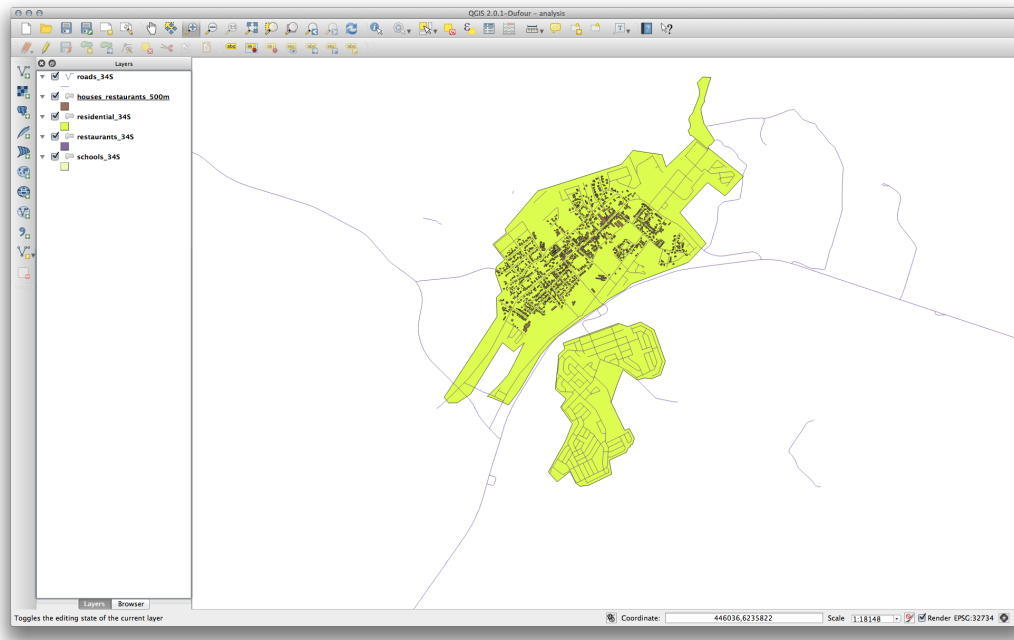 QGIS 2.0.1-Dufour – analysis
Layers
roads_34S
houses_restaurants_500m
residential_34S
restaurants_34S
schools_34S
Layers Browser
Toggles the editing state of the current layer
Coordinate: 446036,6235822 Scale 1:18148 Render EPSG:32734